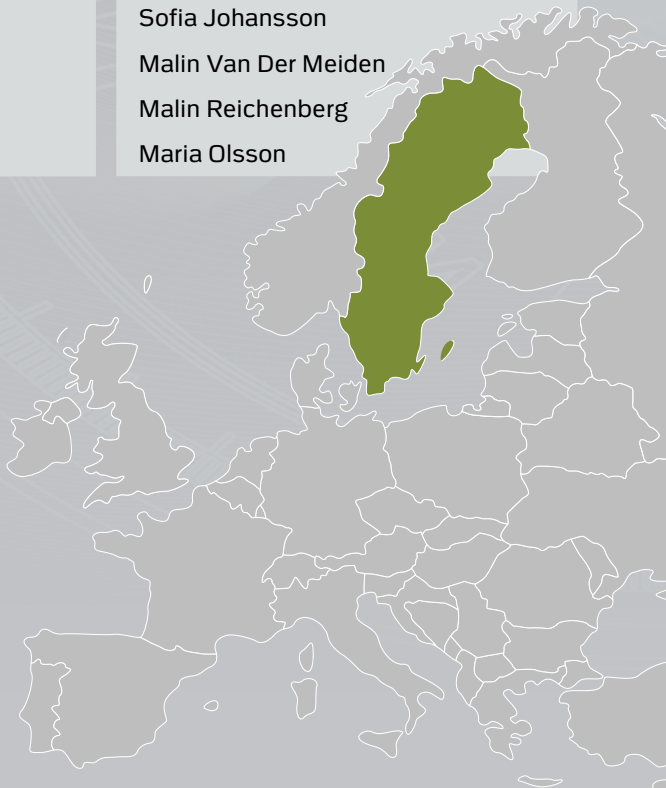 Sofia Johansson
Malin Van Der Meiden
Malin Reichenberg
Maria Olsson